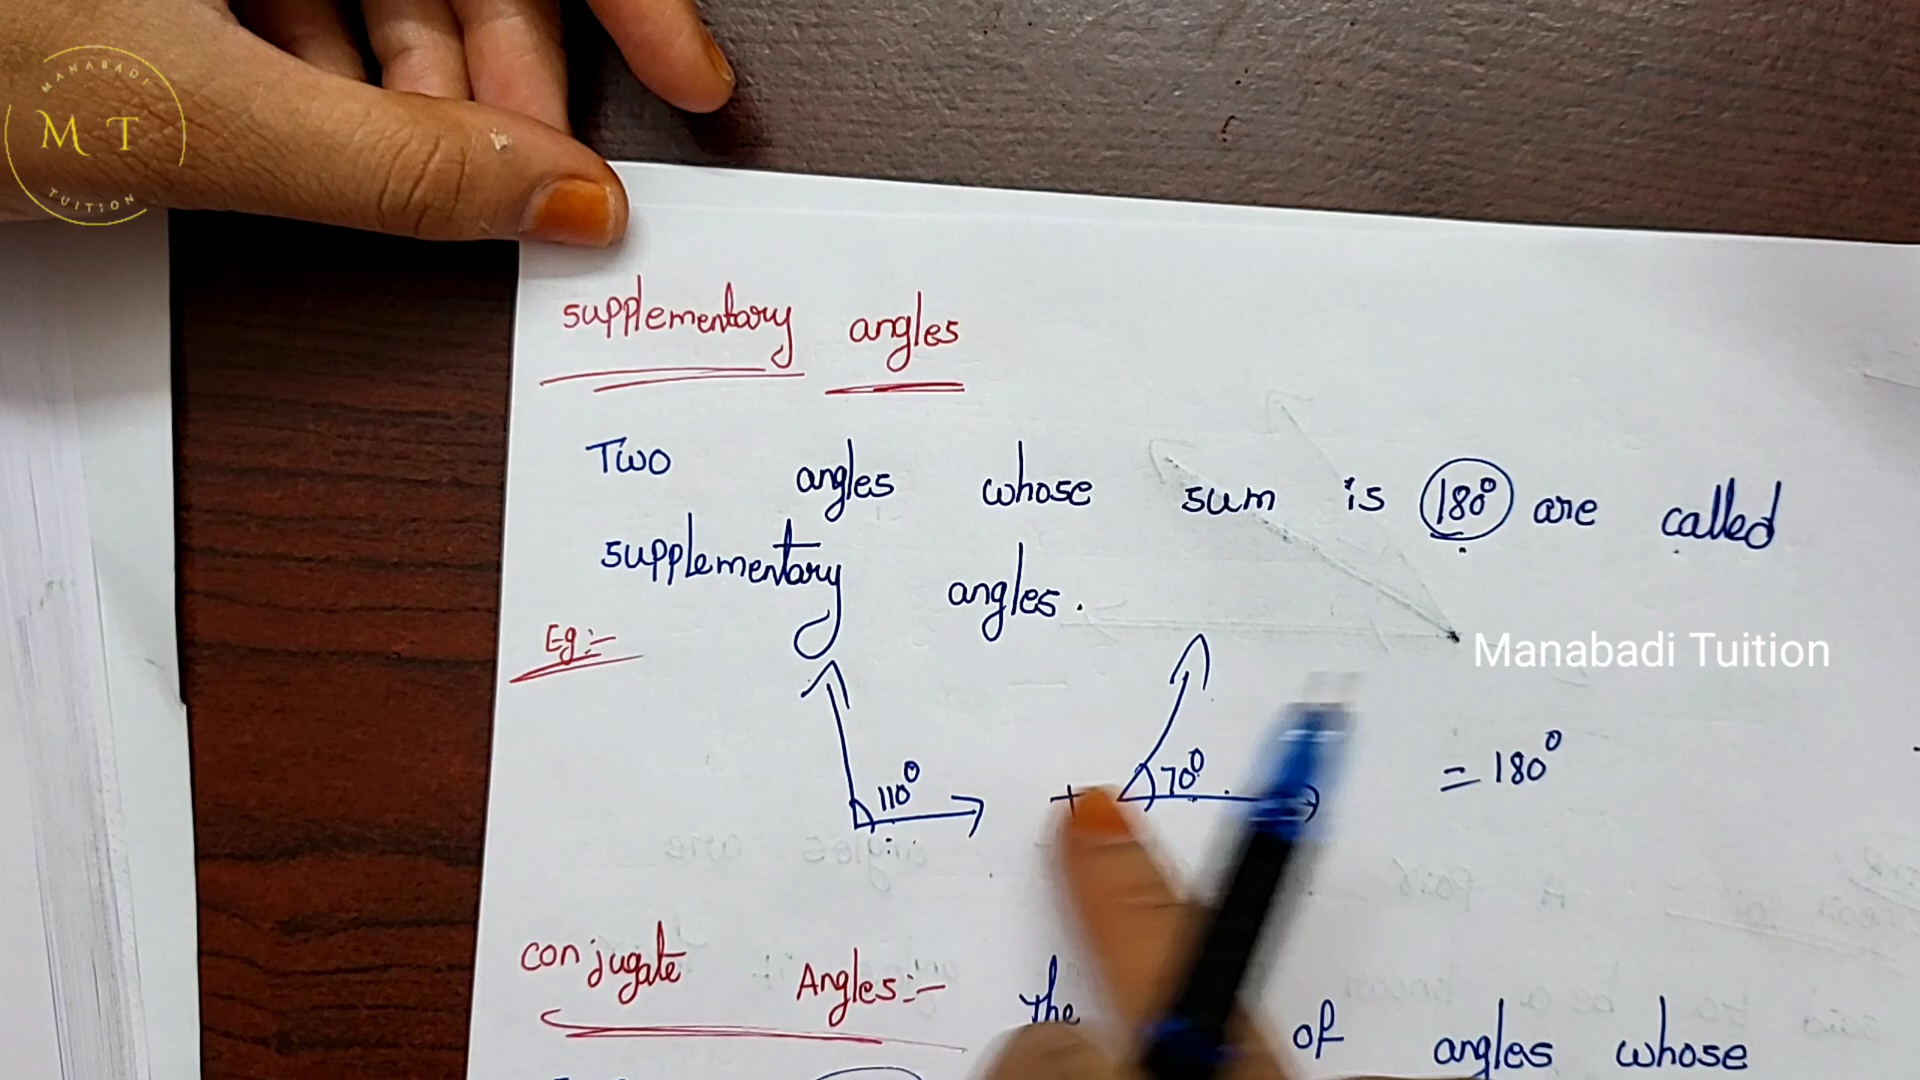 MANABADI
M T
TUITION
supplementary angles
Two angles whose sum is 180° are called
supplementary angles.
Eg:-
Manabadi Tuition
110° + 70° = 180°
conjugate Angles:- The of angles whose